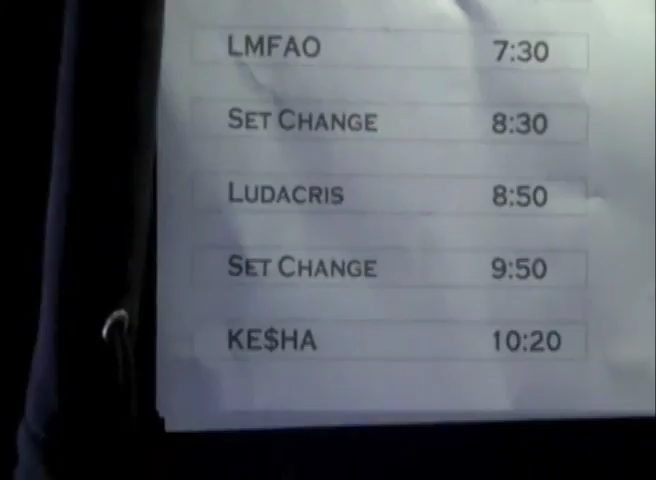 LMFAO 7:30
SET CHANGE 8:30
LUDACRIS 8:50
SET CHANGE 9:50
KE$HA 10:20